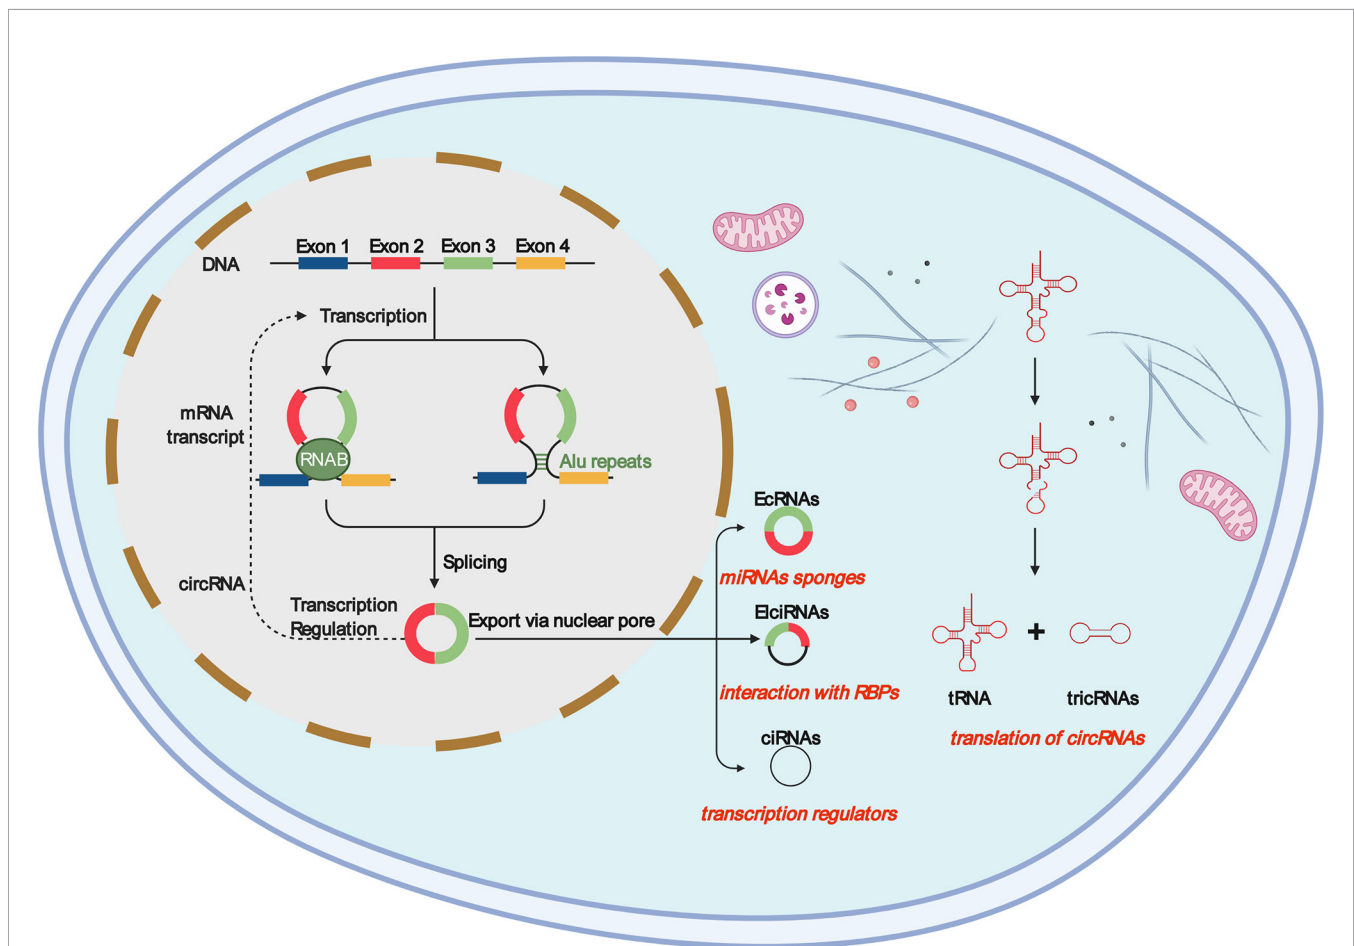 Exon 1 Exon 2 Exon 3 Exon 4
DNA
Transcription
mRNA
transcript
RNAB
Alu repeats
Splicing
circRNA
Transcription
Regulation
Export via nuclear pore
EcRNAs
miRNAs sponges
ElciRNAs
interaction with RBPs
ciRNAs
transcription regulators
+
tRNA
tricRNAs
translation of circRNAs